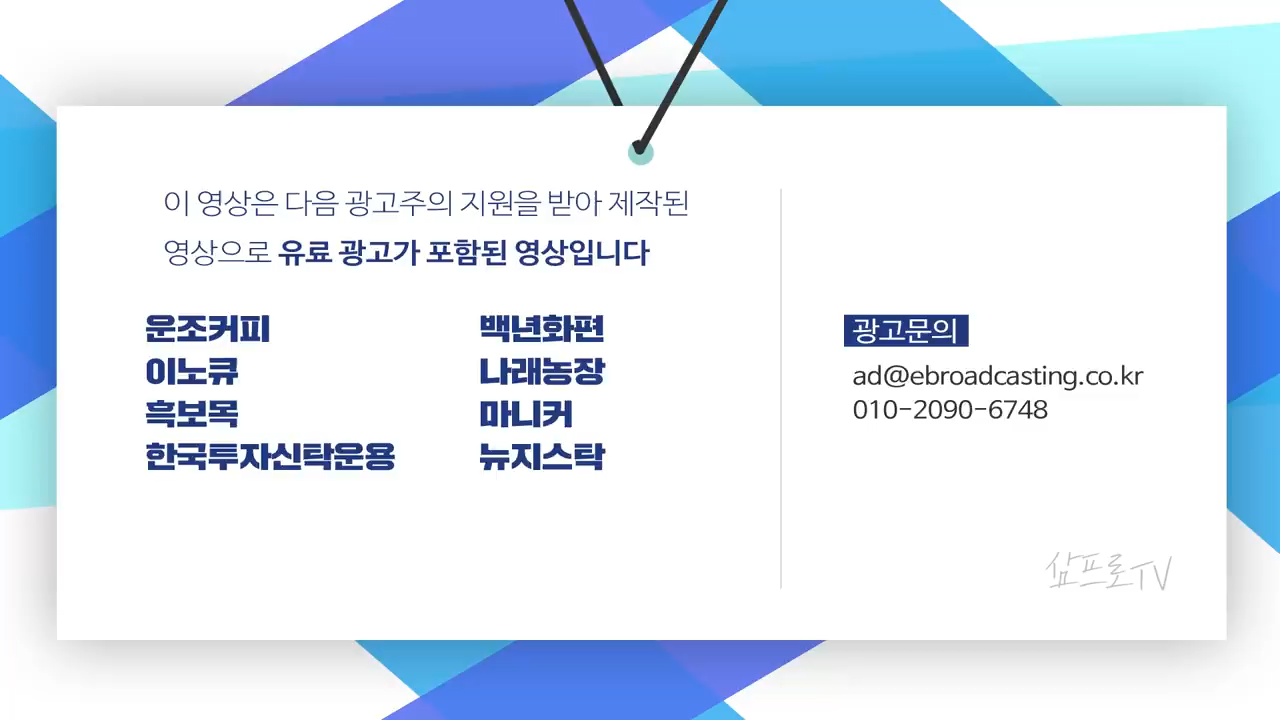 이 영상은 다음 광고주의 지원을 받아 제작된
영상으로 유료 광고가 포함된 영상입니다
운조커피
이노큐
흑보목
한국투자신탁운용
백년화편
나래농장
마니커
뉴지스탁
광고문의
ad@ebroadcasting.co.kr
010-2090-6748
삼프로TV